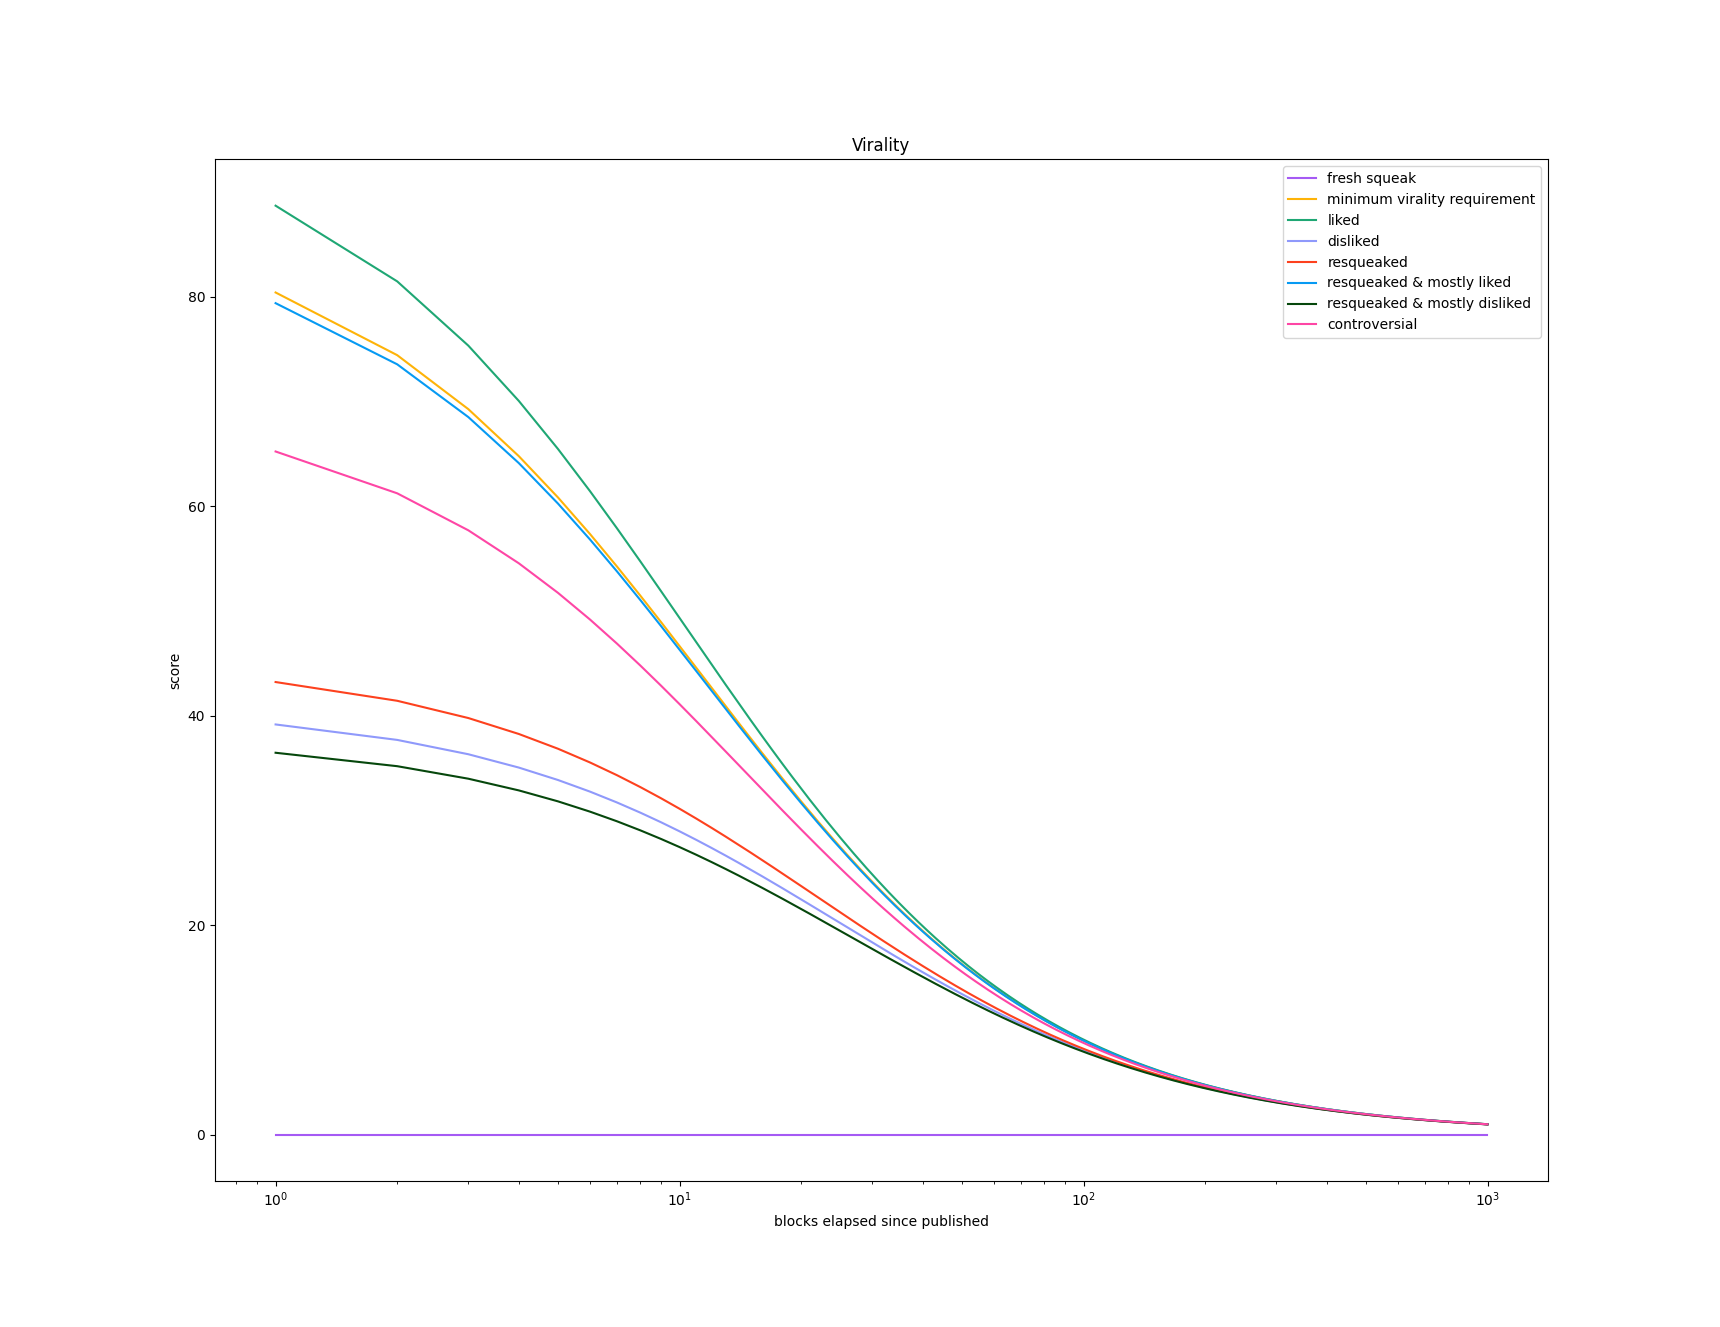 Virality
fresh squeak
minimum virality requirement
liked
disliked
resqueaked
resqueaked & mostly liked
resqueaked & mostly disliked
controversial
80
60
40
20
0
score
10⁰
10¹
10²
10³
blocks elapsed since published